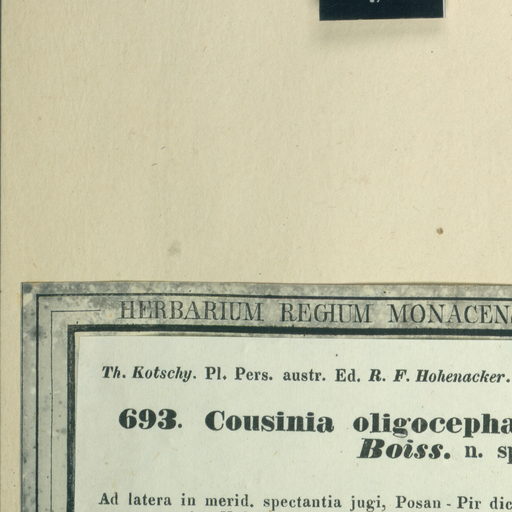 HERBARIUM REGIUM MONACENS
Th. Kotschy. Pl. Pers. austr. Ed. R. F. Hohenacker.
693. Cousinia oligocepha
Boiss. n. sp
Ad latera in merid. spectantia jugi, Posan - Pir dic